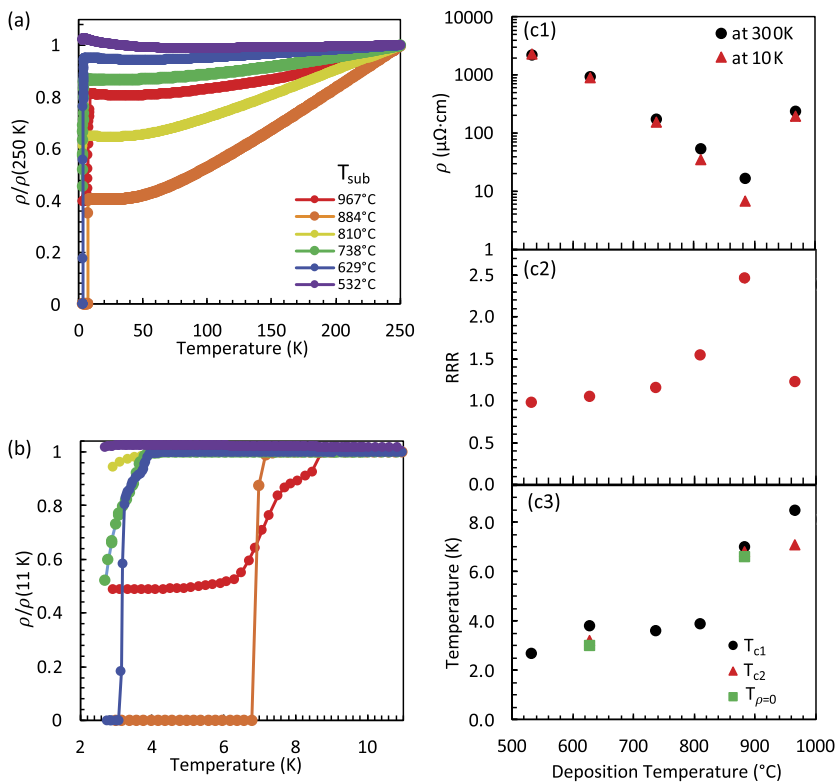 (a)
ρ/ρ(250 K)
1
0.8
0.6
0.4
0.2
0
T_sub
967°C
884°C
810°C
738°C
629°C
532°C
0 50 100 150 200 250
Temperature (K)
(b)
ρ/ρ(11 K)
1
0.8
0.6
0.4
0.2
0
2 4 6 8 10
Temperature (K)
(c1)
at 300K
at 10K
ρ (μΩ·cm)
10000
1000
100
10
1
(c2)
RRR
2.5
2.0
1.5
1.0
0.5
0.0
(c3)
Temperature (K)
8.0
6.0
4.0
2.0
0.0
T_c1
T_c2
T_ρ=0
500 600 700 800 900 1000
Deposition Temperature (°C)